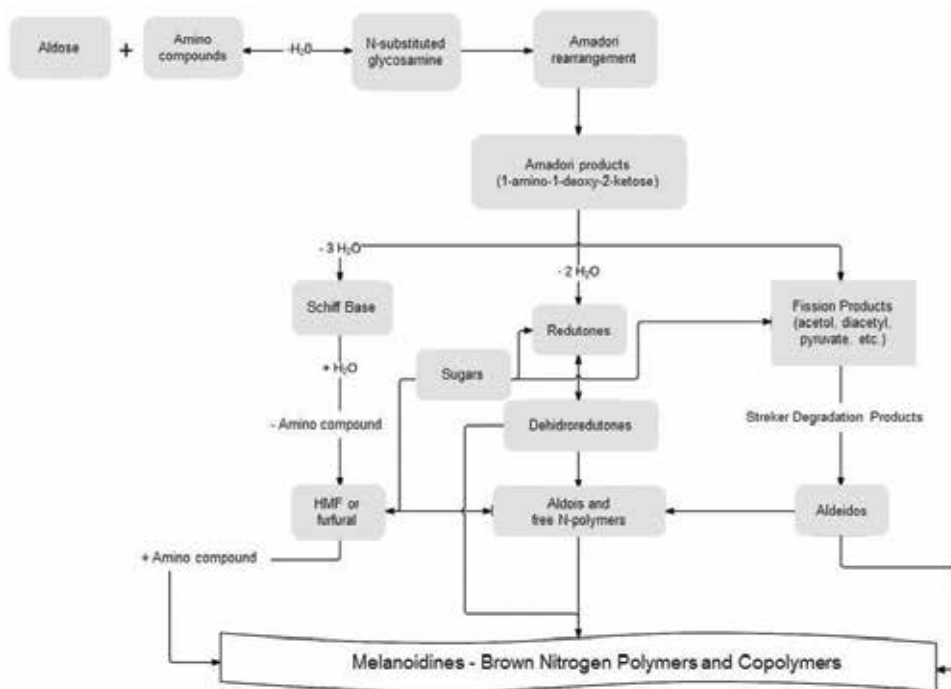 Aldose
+
Amino
compounds
H₂O
N-substituted
glycosamine
Amadori
rearrangement
Amadori products
(1-amino-1-deoxy-2-ketose)
- 3 H₂O
- 2 H₂O
Schiff Base
Redutones
Fission Products
(acetol, diacetyl,
pyruvate, etc.)
+ H₂O
Sugars
- Amino compound
Dehidroredutones
Streker Degradation Products
HMF or
furfural
Aldois and
free N-polymers
Aldeidos
+ Amino compound
Melanoidines - Brown Nitrogen Polymers and Copolymers